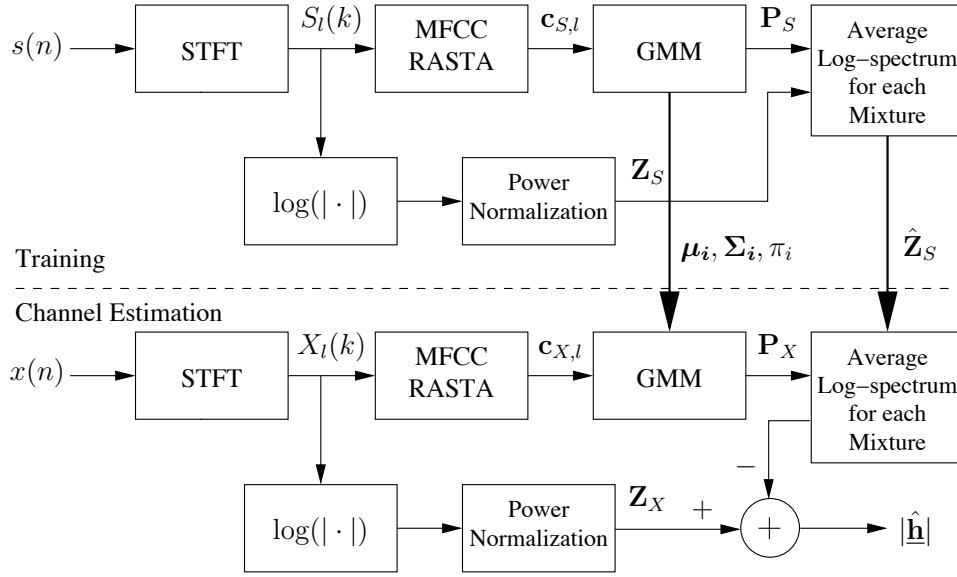 s(n)
STFT
S_l(k)
MFCC
RASTA
c_{S,l}
GMM
P_S
Average
Log−spectrum
for each
Mixture
log(| · |)
Power
Normalization
Z_S
μ_i, Σ_i, π_i
Ẑ_S
Training
Channel Estimation
x(n)
STFT
X_l(k)
MFCC
RASTA
c_{X,l}
GMM
P_X
Average
Log−spectrum
for each
Mixture
log(| · |)
Power
Normalization
Z_X
+
−
+
|ĥ|